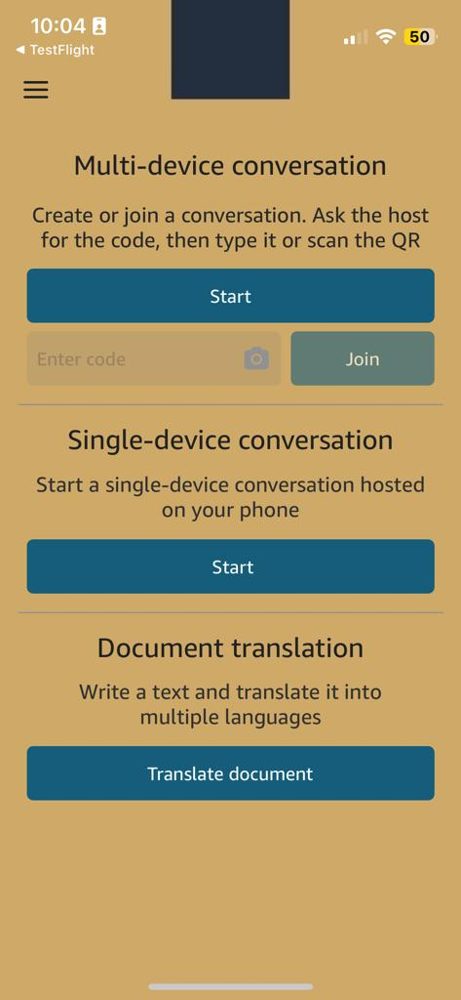 10:04
50
◀ TestFlight
Multi-device conversation
Create or join a conversation. Ask the host
for the code, then type it or scan the QR
Start
Enter code
Join
Single-device conversation
Start a single-device conversation hosted
on your phone
Start
Document translation
Write a text and translate it into
multiple languages
Translate document